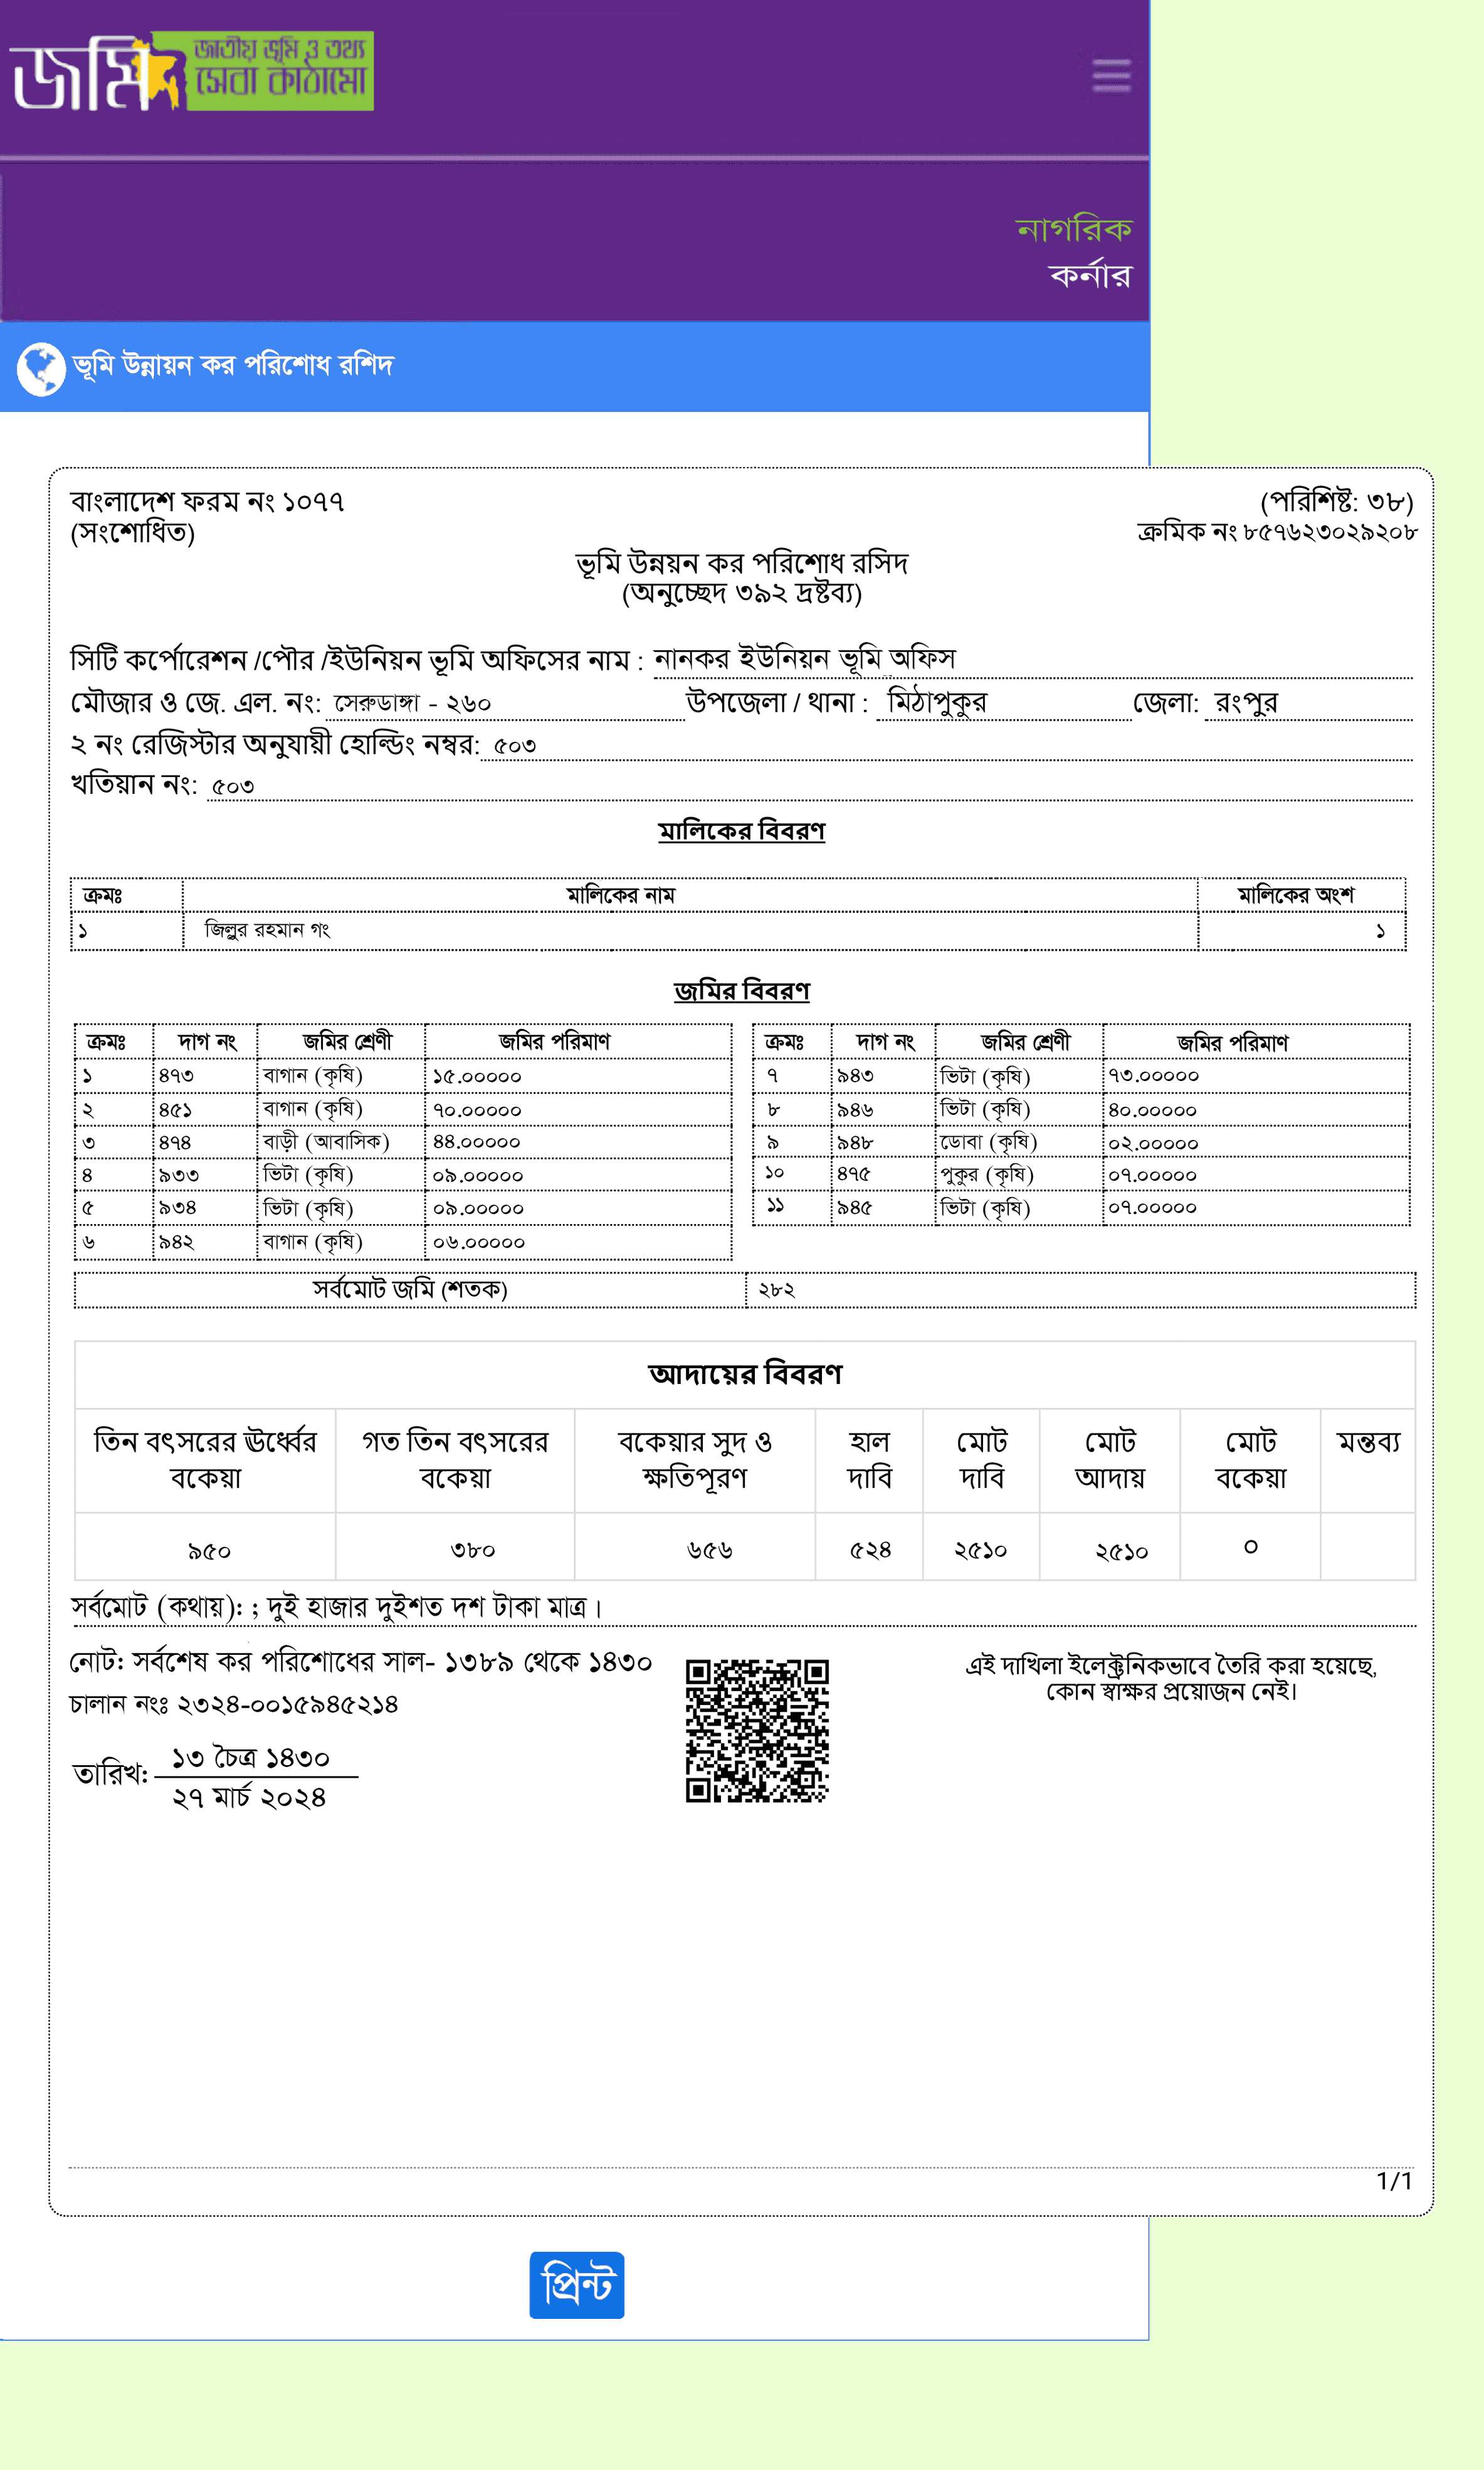 জমি
জাতীয় ভূমি ও তথ্য
সেবা কাঠামো
নাগরিক
কর্নার
ভূমি উন্নায়ন কর পরিশোধ রশিদ
বাংলাদেশ ফরম নং ১০৭৭
(সংশোধিত)
(পরিশিষ্ট: ৩৮)
ক্রমিক নং ৮৫৭৬২৩০২৯২০৮
ভূমি উন্নয়ন কর পরিশোধ রসিদ
(অনুচ্ছেদ ৩৯২ দ্রষ্টব্য)
সিটি কর্পোরেশন /পৌর /ইউনিয়ন ভূমি অফিসের নাম : নানকর ইউনিয়ন ভূমি অফিস
মৌজার ও জে. এল. নং: সেরুডাঙ্গা - ২৬০ উপজেলা / থানা : মিঠাপুকুর জেলা: রংপুর
২ নং রেজিস্টার অনুযায়ী হোল্ডিং নম্বর: ৫০৩
খতিয়ান নং: ৫০৩
মালিকের বিবরণ
ক্রমঃ মালিকের নাম মালিকের অংশ
১ জিল্লুর রহমান গং ১
জমির বিবরণ
ক্রমঃ দাগ নং জমির শ্রেণী জমির পরিমাণ
১ ৪৭৩ বাগান (কৃষি) ১৫.০০০০০
২ ৪৫১ বাগান (কৃষি) ৭০.০০০০০
৩ ৪৭৪ বাড়ী (আবাসিক) ৪৪.০০০০০
৪ ৯৩৩ ভিটা (কৃষি) ০৯.০০০০০
৫ ৯৩৪ ভিটা (কৃষি) ০৯.০০০০০
৬ ৯৪২ বাগান (কৃষি) ০৬.০০০০০
ক্রমঃ দাগ নং জমির শ্রেণী জমির পরিমাণ
৭ ৯৪৩ ভিটা (কৃষি) ৭৩.০০০০০
৮ ৯৪৬ ভিটা (কৃষি) ৪০.০০০০০
৯ ৯৪৮ ডোবা (কৃষি) ০২.০০০০০
১০ ৪৭৫ পুকুর (কৃষি) ০৭.০০০০০
১১ ৯৪৫ ভিটা (কৃষি) ০৭.০০০০০
সর্বমোট জমি (শতক) ২৮২
আদায়ের বিবরণ
তিন বৎসরের ঊর্ধ্বের বকেয়া গত তিন বৎসরের বকেয়া বকেয়ার সুদ ও ক্ষতিপূরণ হাল দাবি মোট দাবি মোট আদায় মোট বকেয়া মন্তব্য
৯৫০ ৩৮০ ৬৫৬ ৫২৪ ২৫১০ ২৫১০ ০
সর্বমোট (কথায়): ; দুই হাজার দুইশত দশ টাকা মাত্র।
নোট: সর্বশেষ কর পরিশোধের সাল- ১৩৮৯ থেকে ১৪৩০
চালান নংঃ ২৩২৪-০০১৫৯৪৫২১৪
তারিখ: ১৩ চৈত্র ১৪৩০
২৭ মার্চ ২০২৪
এই দাখিলা ইলেক্ট্রনিকভাবে তৈরি করা হয়েছে,
কোন স্বাক্ষর প্রয়োজন নেই।
1/1
প্রিন্ট